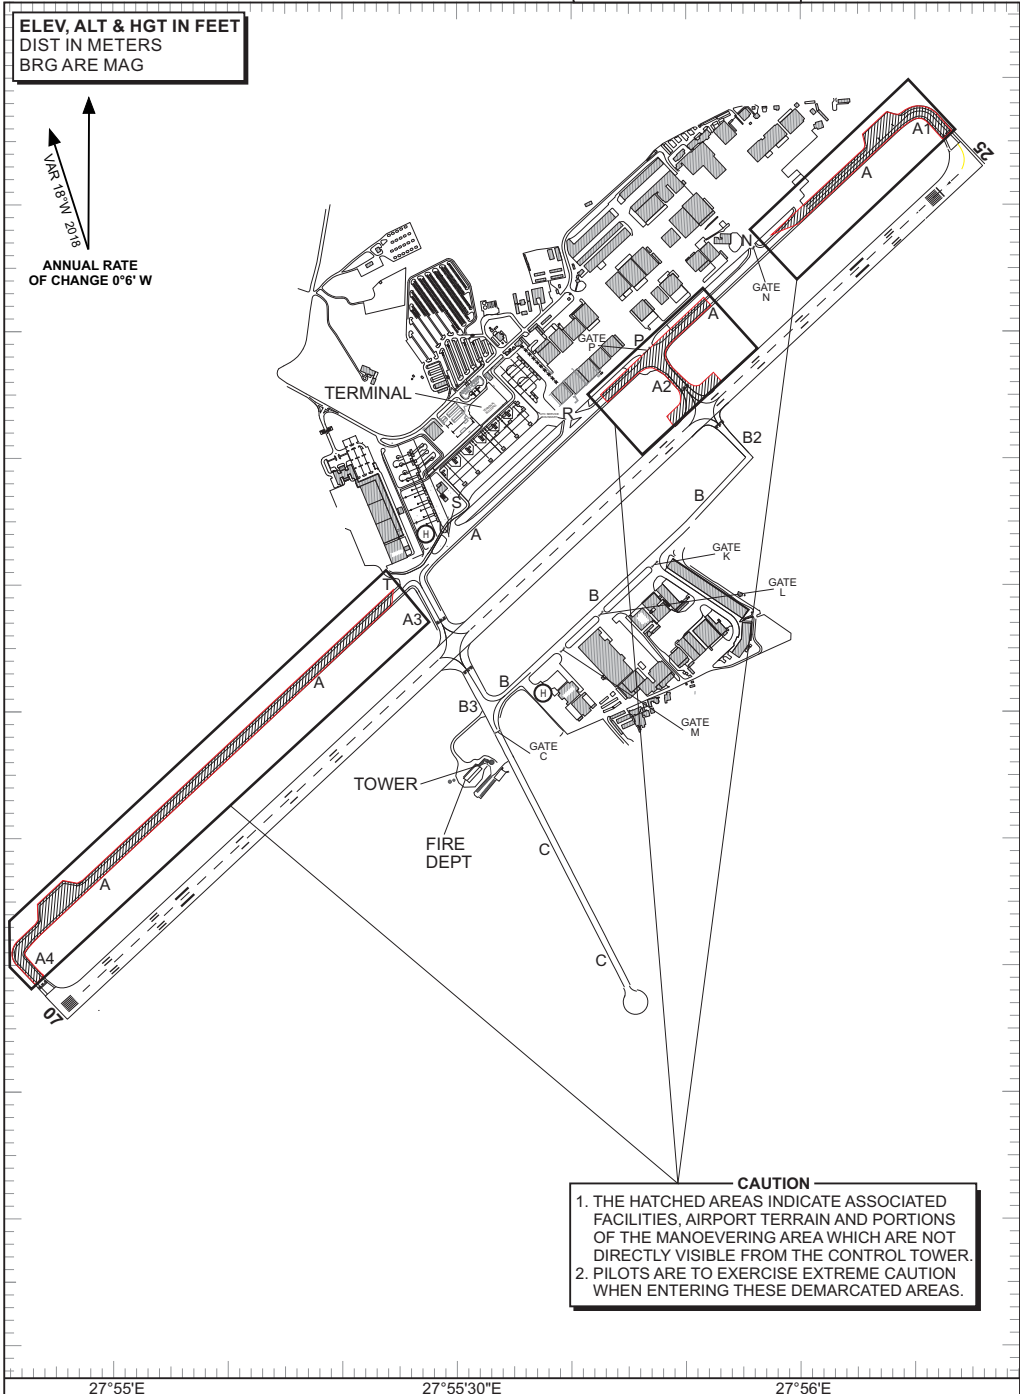 ELEV, ALT & HGT IN FEET
DIST IN METERS
BRG ARE MAG
VAR 18°W 2018
ANNUAL RATE
OF CHANGE 0°6' W
A1
25
A
N
GATE
N
A
GATE
P
P
A2
TERMINAL
R
B2
S
B
A
H
GATE
K
GATE
L
T
B
A3
A
B
H
B3
GATE
M
GATE
C
TOWER
FIRE
DEPT
C
A
A4
C
07
CAUTION
1. THE HATCHED AREAS INDICATE ASSOCIATED
FACILITIES, AIRPORT TERRAIN AND PORTIONS
OF THE MANOEVERING AREA WHICH ARE NOT
DIRECTLY VISIBLE FROM THE CONTROL TOWER.
2. PILOTS ARE TO EXERCISE EXTREME CAUTION
WHEN ENTERING THESE DEMARCATED AREAS.
27°55'E
27°55'30"E
27°56'E